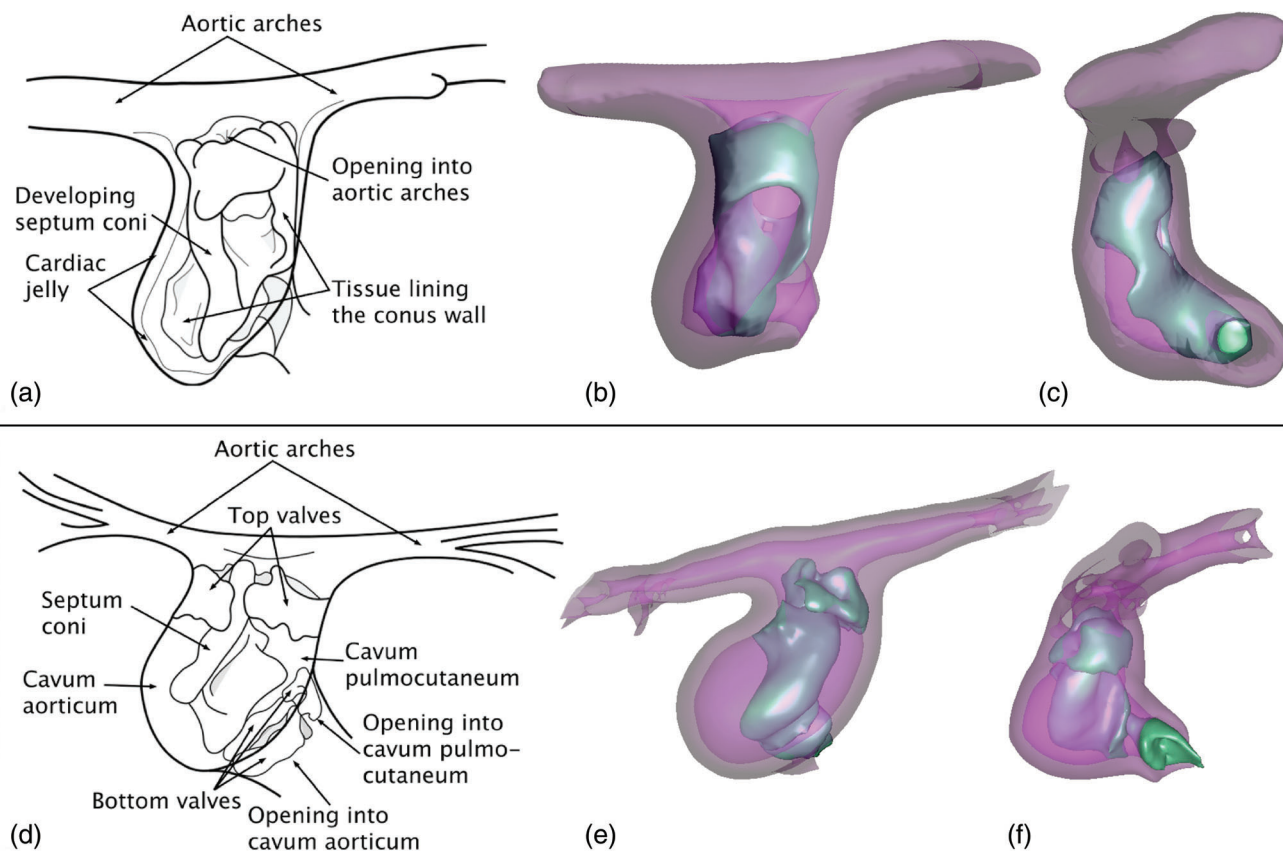 Aortic arches
Opening into
aortic arches
Developing
septum coni
Cardiac
jelly
Tissue lining
the conus wall
(a)
(b)
(c)
Aortic arches
Top valves
Septum
coni
Cavum
aorticum
Cavum
pulmocutaneum
Opening into
cavum pulmo-
cutaneum
Bottom valves
Opening into
cavum aorticum
(d)
(e)
(f)